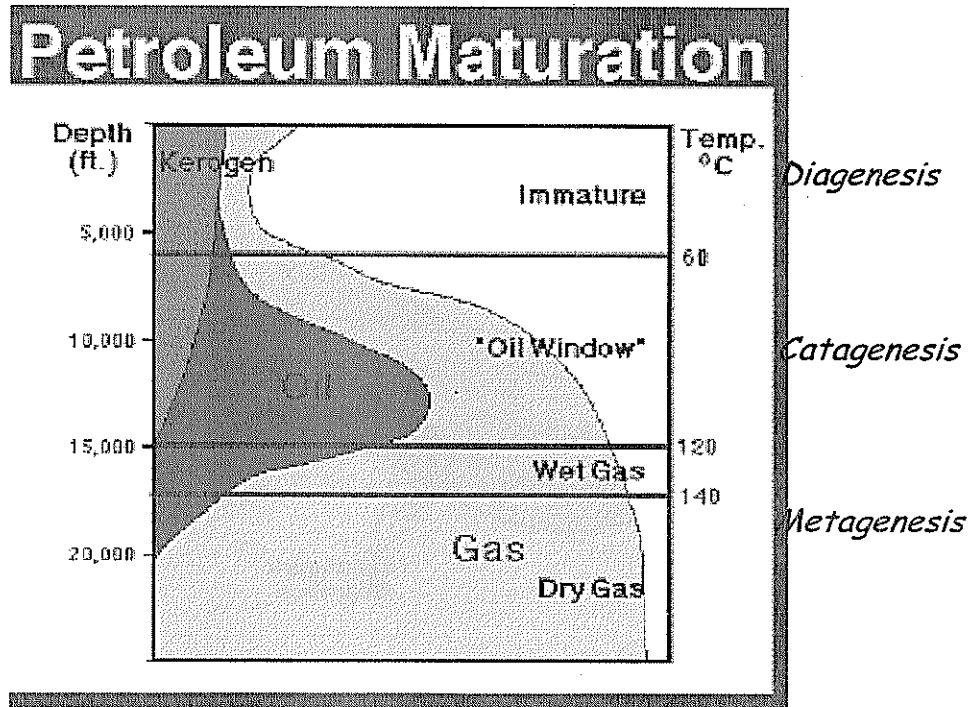 Petroleum Maturation
Depth
(ft.)
Temp.
°C
Kerogen
Diagenesis
Immature
5,000
60
10,000
"Oil Window"
Catagenesis
Oil
15,000
120
Wet Gas
140
Metagenesis
20,000
Gas
Dry Gas